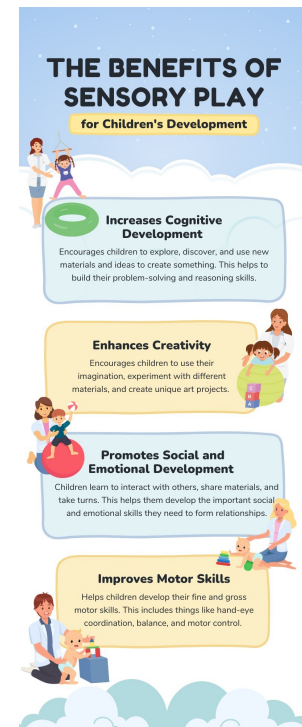 THE BENEFITS OF
SENSORY PLAY
for Children's Development
Increases Cognitive
Development
Encourages children to explore, discover, and use new
materials and ideas to create something. This helps to
build their problem-solving and reasoning skills.
Enhances Creativity
Encourages children to use their
imagination, experiment with different
materials, and create unique art projects.
Promotes Social and
Emotional Development
Children learn to interact with others, share materials, and
take turns. This helps them develop the important social
and emotional skills they need to form relationships.
Improves Motor Skills
Helps children develop their fine and gross
motor skills. This includes things like hand-eye
coordination, balance, and motor control.